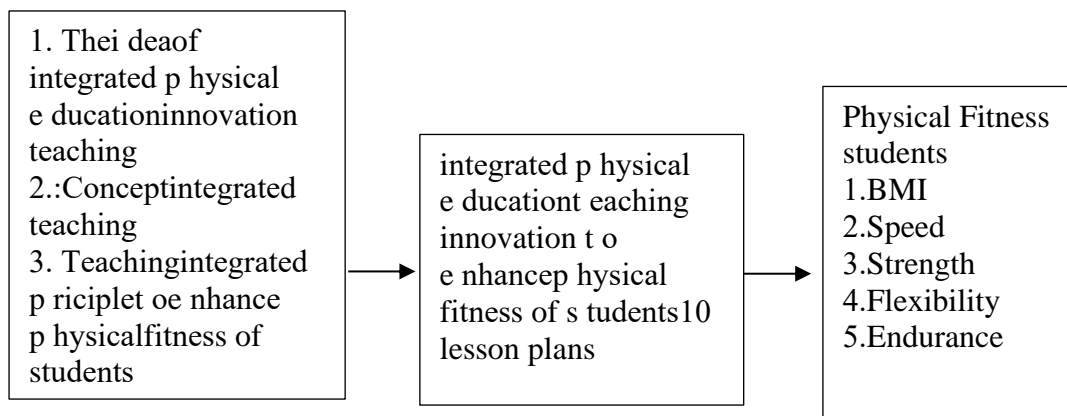 1. Thei deaof
integrated p hysical
e ducationinnovation
teaching
2.:Conceptintegrated
teaching
3. Teachingintegrated
p riciplet oe nhance
p hysicalfitness of
students
integrated p hysical
e ducationt eaching
innovation t o
e nhancep hysical
fitness of s tudents10
lesson plans
Physical Fitness
students
1.BMI
2.Speed
3.Strength
4.Flexibility
5.Endurance